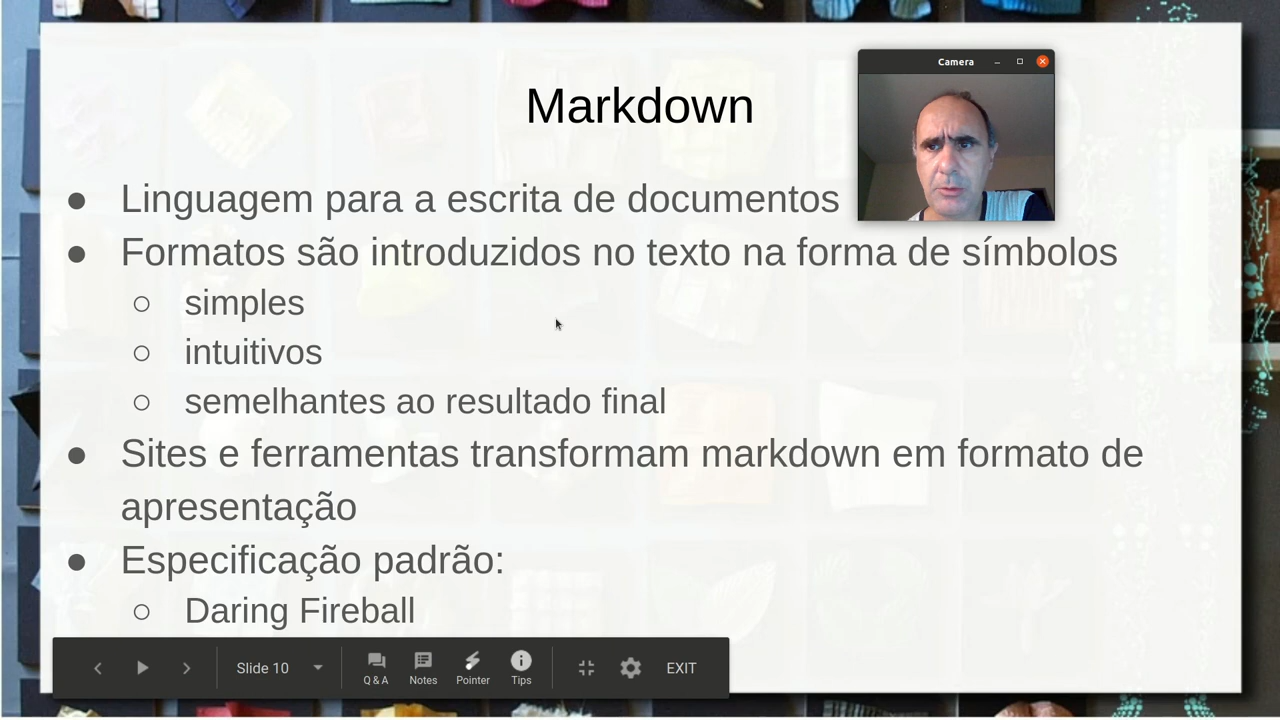 Camera
Markdown
● Linguagem para a escrita de documentos
● Formatos são introduzidos no texto na forma de símbolos
○ simples
○ intuitivos
○ semelhantes ao resultado final
● Sites e ferramentas transformam markdown em formato de
apresentação
● Especificação padrão:
○ Daring Fireball
Slide 10 Q & A Notes Pointer Tips EXIT